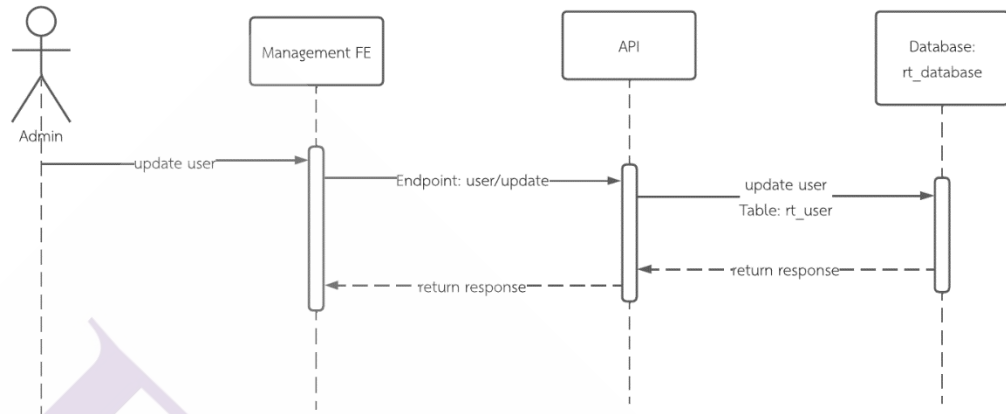 Management FE
API
Database:
rt_database
Admin
update user
Endpoint: user/update
update user
Table: rt_user
return response
return response